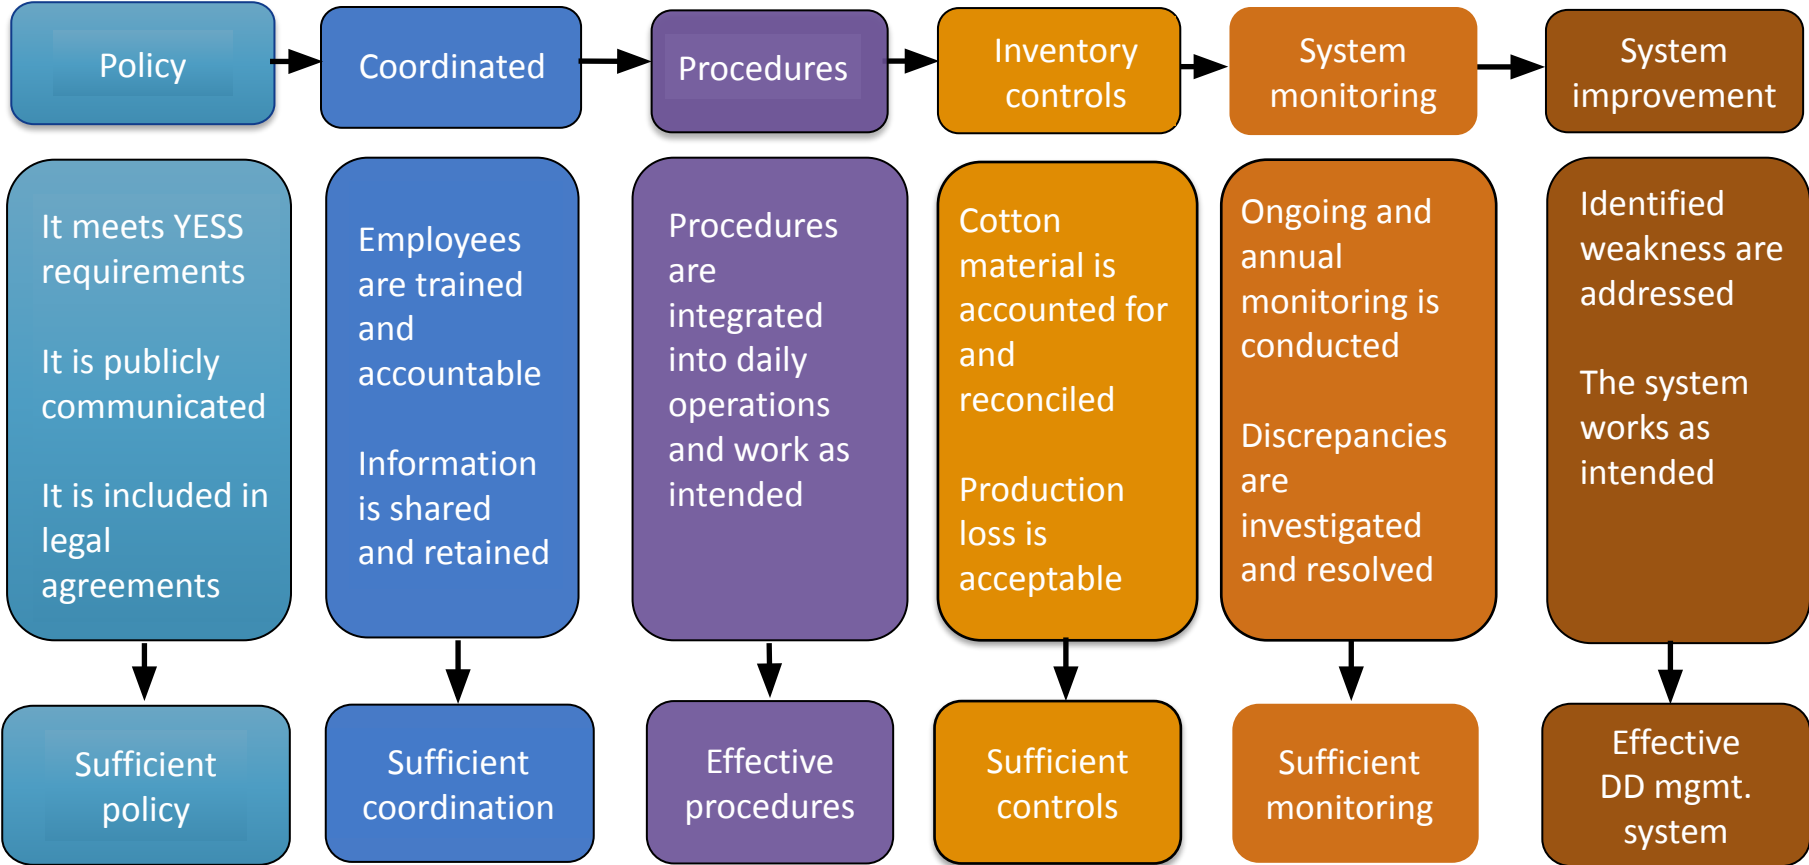 Policy
Coordinated
Procedures
Inventory
controls
System
monitoring
System
improvement
It meets YESS
requirements
It is publicly
communicated
It is included in
legal
agreements
Employees
are trained
and
accountable
Information
is shared
and retained
Procedures
are
integrated
into daily
operations
and work as
intended
Cotton
material is
accounted for
and
reconciled
Production
loss is
acceptable
Ongoing and
annual
monitoring is
conducted
Discrepancies
are
investigated
and resolved
Identified
weakness are
addressed
The system
works as
intended
Sufficient
policy
Sufficient
coordination
Effective
procedures
Sufficient
controls
Sufficient
monitoring
Effective
DD mgmt.
system